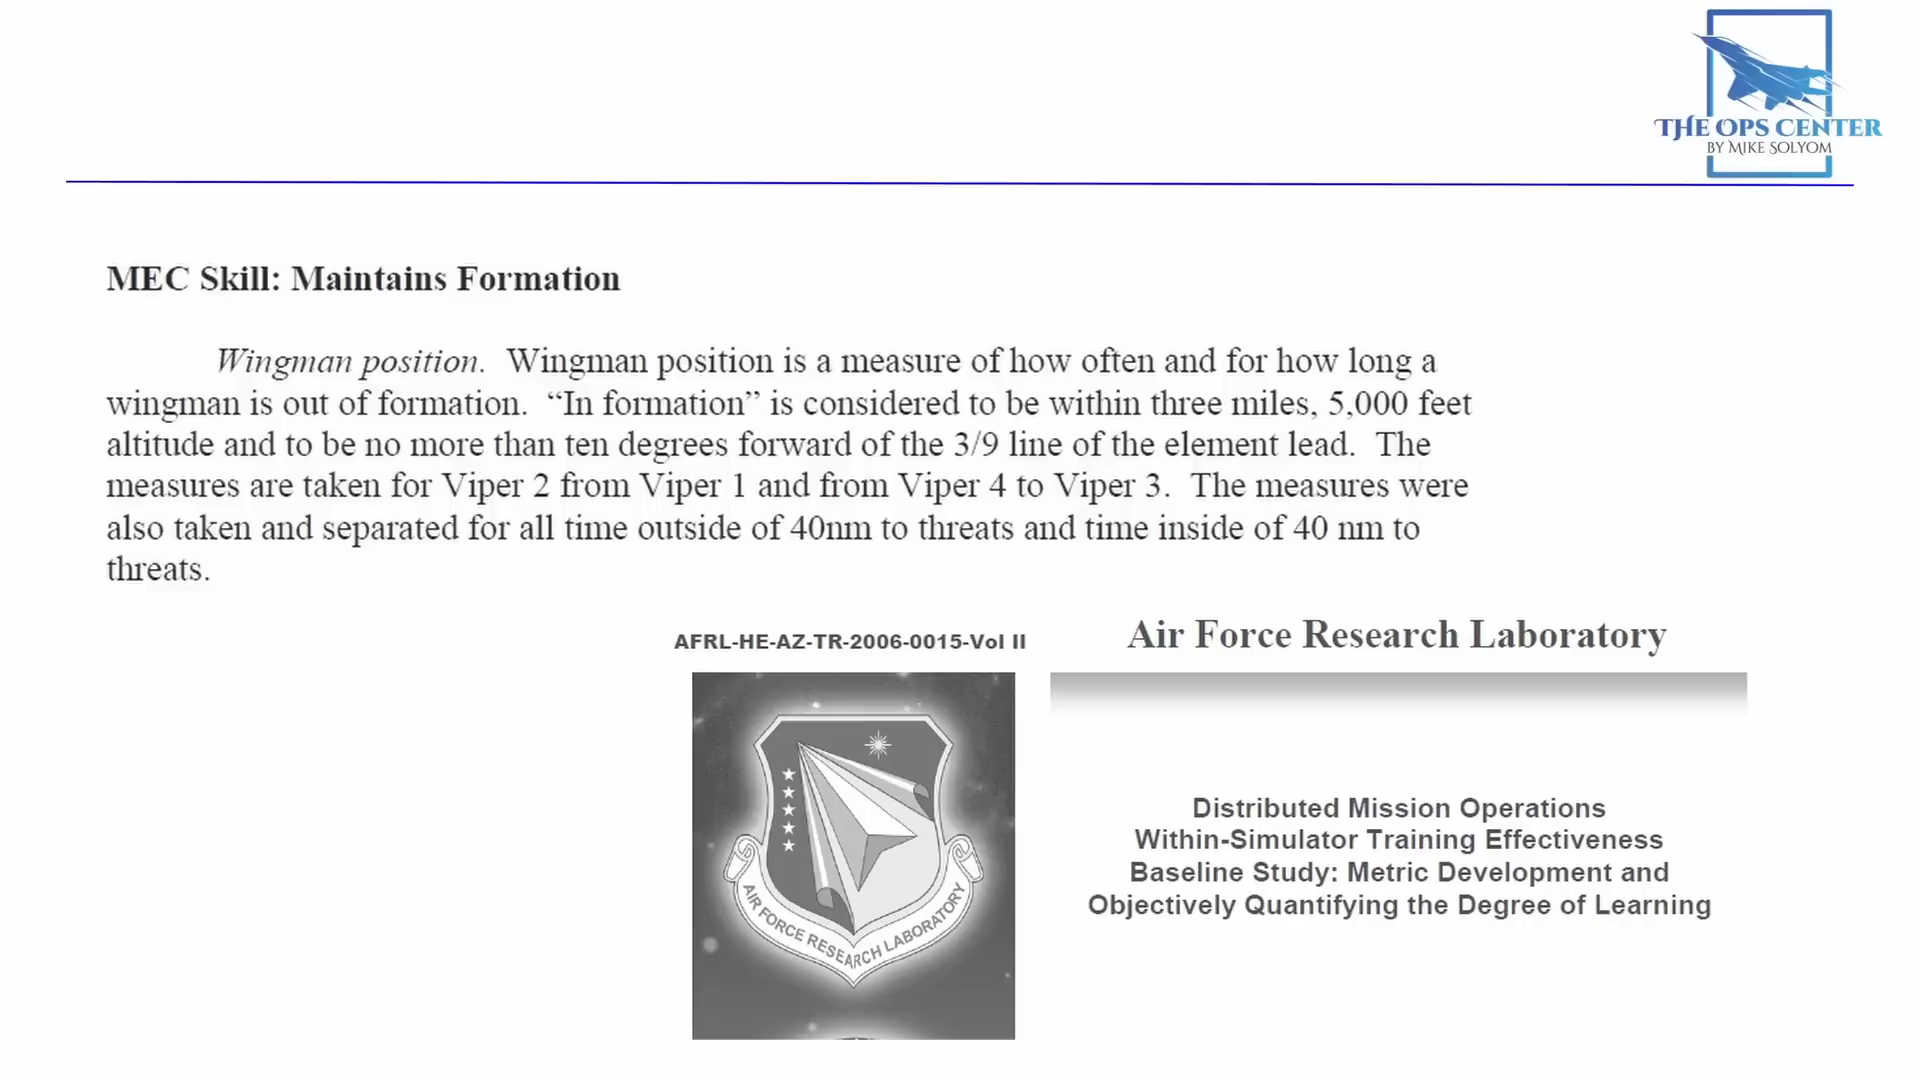 THE OPS CENTER
BY MIKE SOLYOM
MEC Skill: Maintains Formation
Wingman position. Wingman position is a measure of how often and for how long a
wingman is out of formation. “In formation” is considered to be within three miles, 5,000 feet
altitude and to be no more than ten degrees forward of the 3/9 line of the element lead. The
measures are taken for Viper 2 from Viper 1 and from Viper 4 to Viper 3. The measures were
also taken and separated for all time outside of 40nm to threats and time inside of 40 nm to
threats.
AFRL-HE-AZ-TR-2006-0015-Vol II
Air Force Research Laboratory
AIR FORCE RESEARCH LABORATORY
Distributed Mission Operations
Within-Simulator Training Effectiveness
Baseline Study: Metric Development and
Objectively Quantifying the Degree of Learning